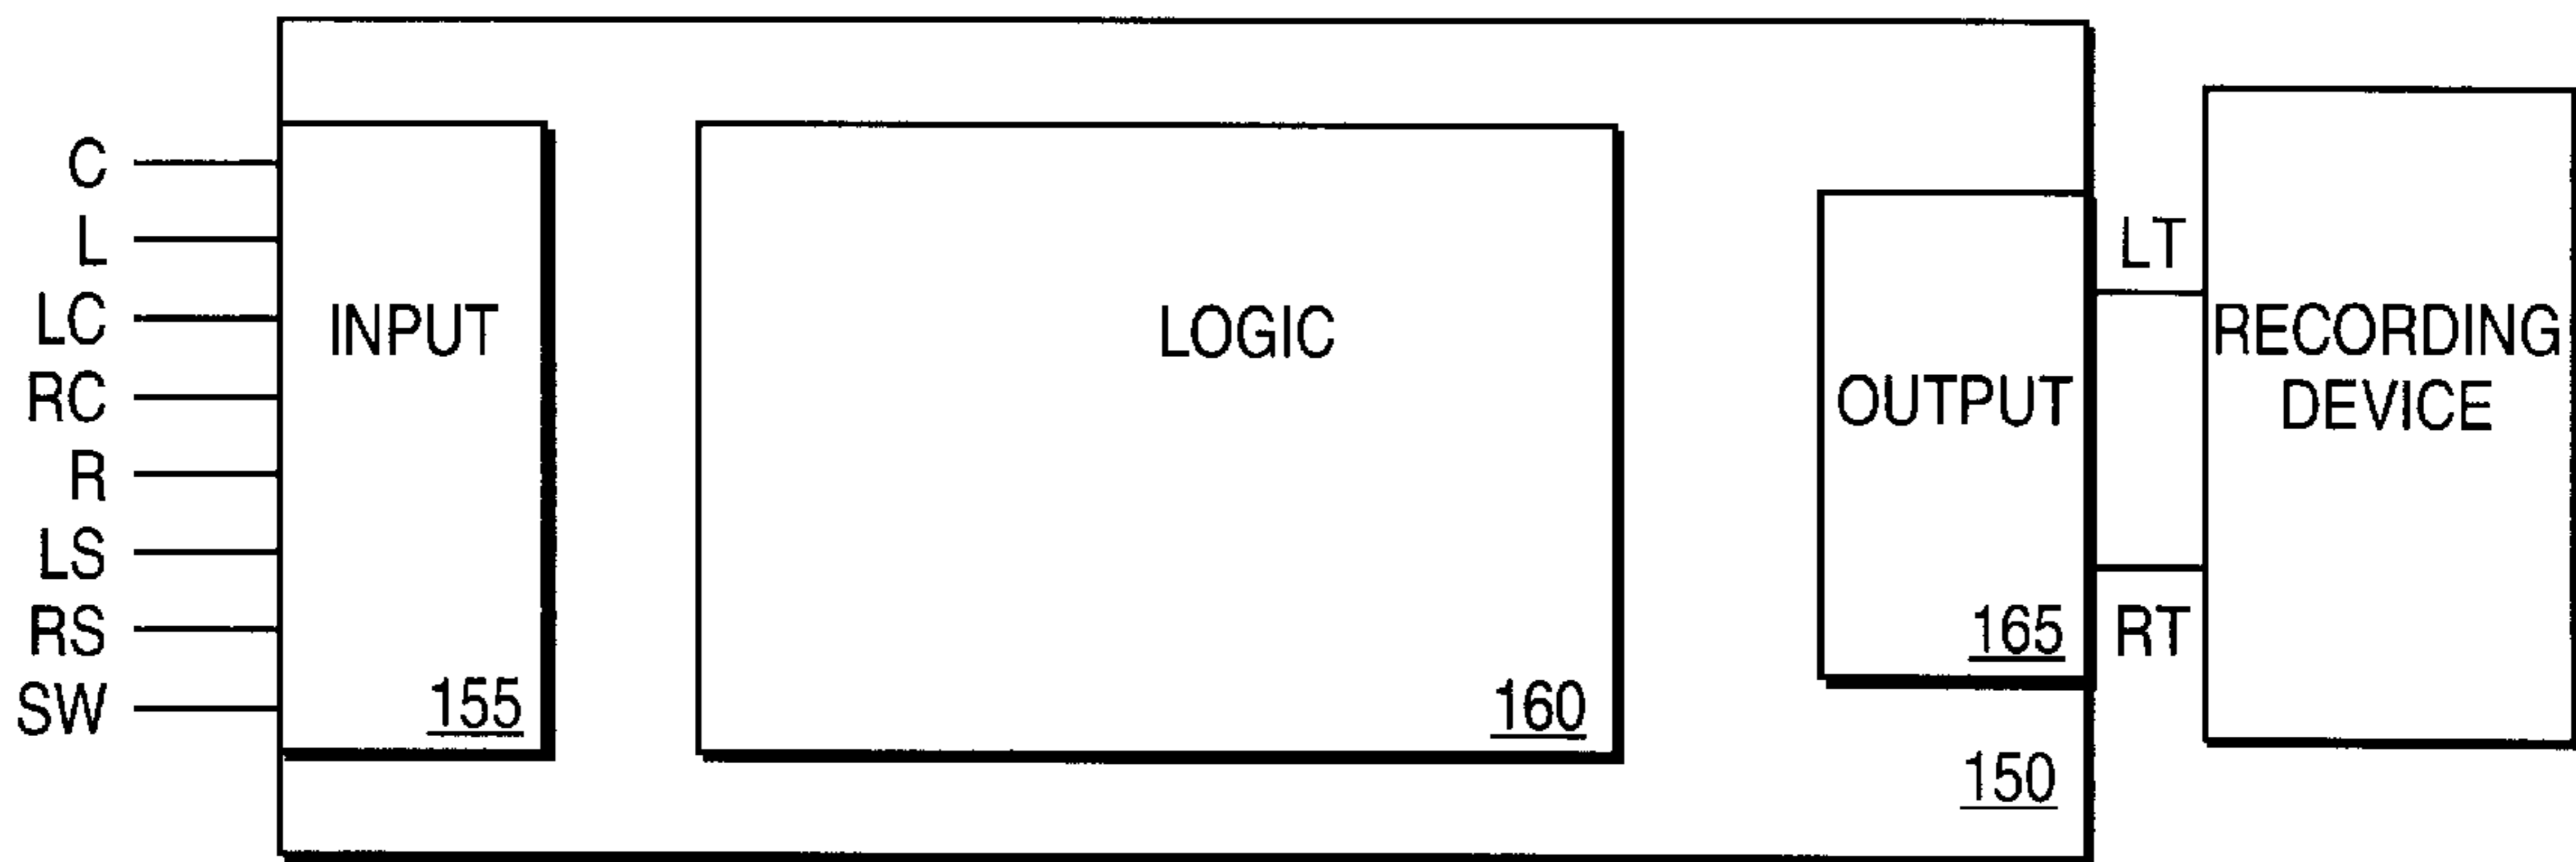 C
L
LC
RC
R
LS
RS
SW
INPUT
155
LOGIC
160
OUTPUT
165
150
LT
RT
RECORDING
DEVICE